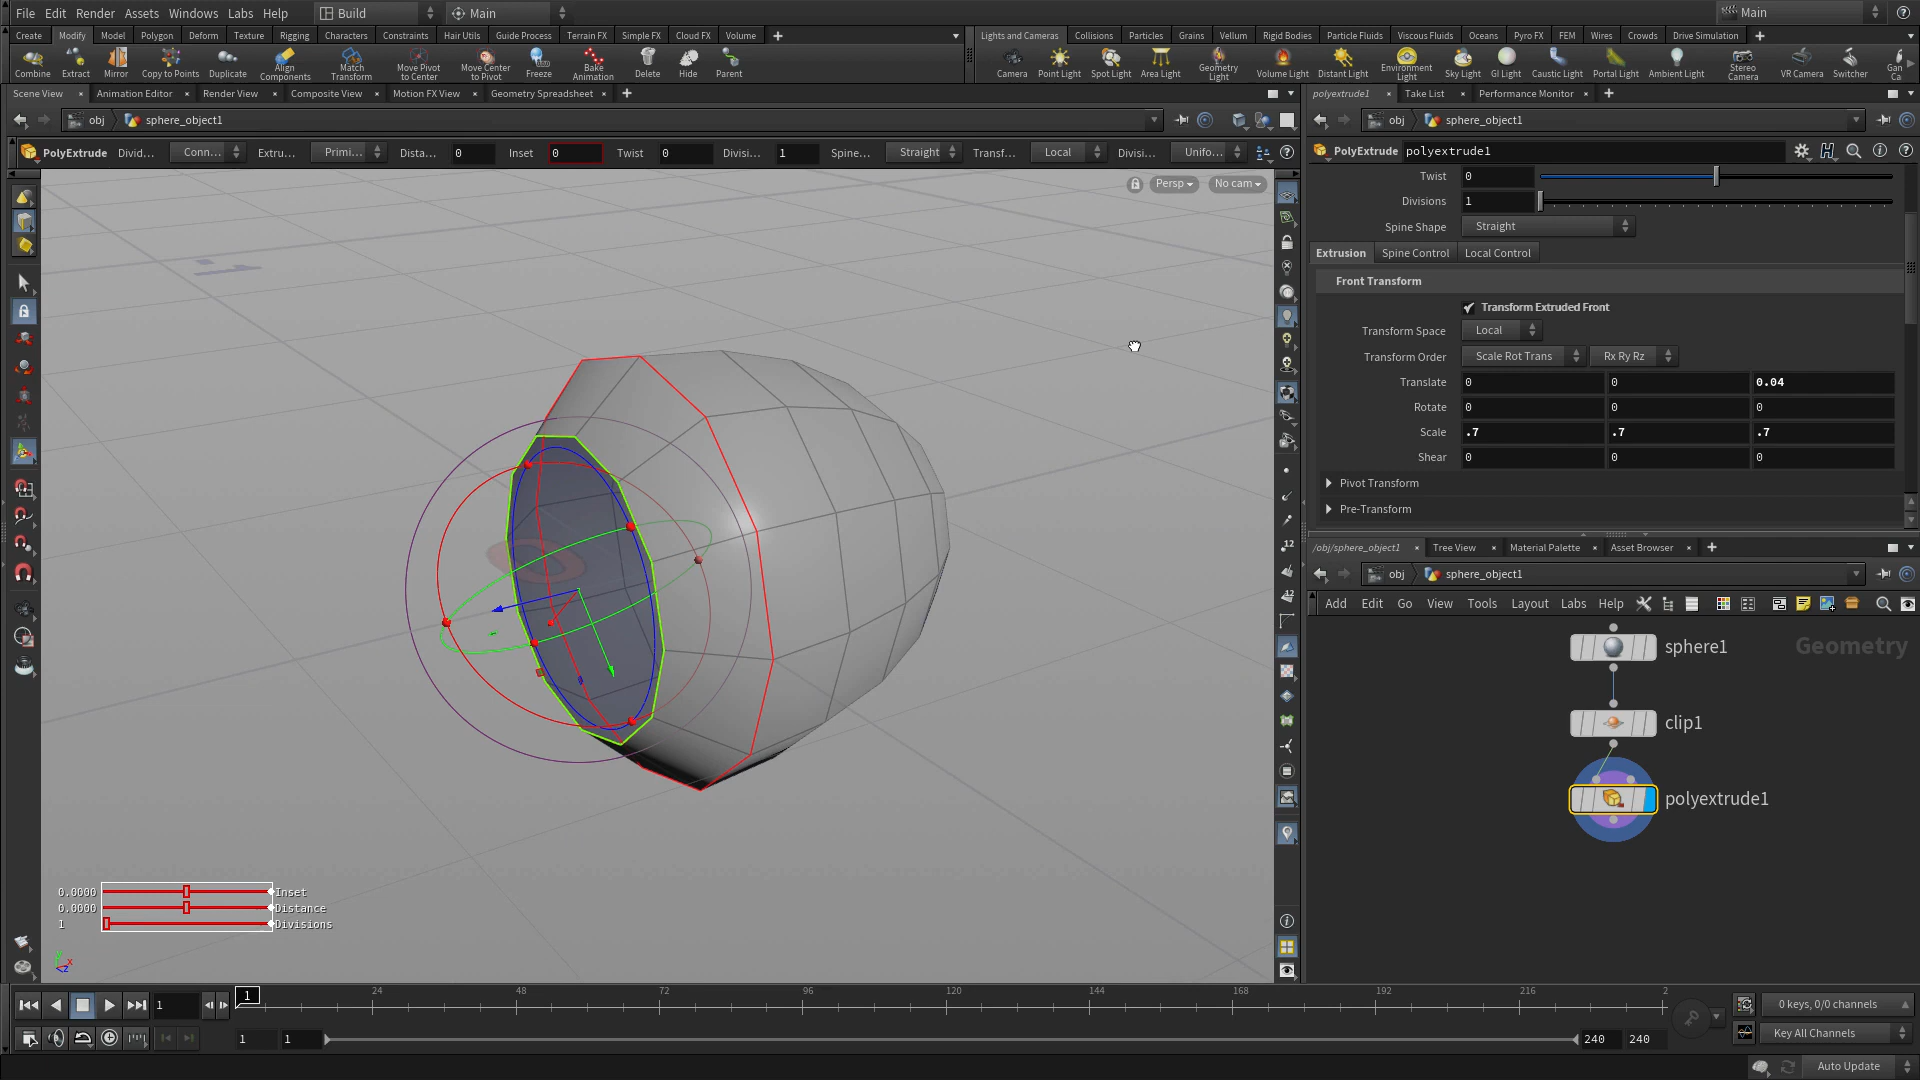 File Edit Render Assets Windows Labs Help Build Main Main
Create Modify Model Polygon Deform Texture Rigging Characters Constraints Hair Utils Guide Process Terrain FX Simple FX Cloud FX Volume Lights and Cameras Collisions Particles Grains Vellum Rigid Bodies Particle Fluids Viscous Fluids Oceans Pyro FX FEM Wires Crowds Drive Simulation
Combine Extract Mirror Copy to Points Duplicate Align Components Match Transform Move Pivot to Center Move Center to Pivot Freeze Bake Animation Delete Hide Parent Camera Point Light Spot Light Area Light Geometry Light Volume Light Distant Light Environment Light Sky Light GI Light Caustic Light Portal Light Ambient Light Stereo Camera VR Camera Switcher Gan Ca
Scene View Animation Editor Render View Composite View Motion FX View Geometry Spreadsheet polyextrude1 Take List Performance Monitor
obj sphere_object1 obj sphere_object1
PolyExtrude Divid... Conn... Extru... Primi... Dista... 0 Inset 0 Twist 0 Divisi... 1 Spine... Straight Transf... Local Divisi... Unifo...
PolyExtrude polyextrude1
Persp No cam
Twist 0
Divisions 1
Spine Shape Straight
Extrusion Spine Control Local Control
Front Transform
Transform Extruded Front
Transform Space Local
Transform Order Scale Rot Trans Rx Ry Rz
Translate 0 0 0.04
Rotate 0 0 0
Scale .7 .7 .7
Shear 0 0 0
Pivot Transform
Pre-Transform
/obj/sphere_object1 Tree View Material Palette Asset Browser
obj sphere_object1
Add Edit Go View Tools Layout Labs Help
Geometry
sphere1
clip1
polyextrude1
12
12
0.0000 Inset
0.0000 Distance
1 Divisions
y x z
1 1 24 48 72 96 120 144 168 192 216 2
0 keys, 0/0 channels
1 1 240 240
Key All Channels
Auto Update